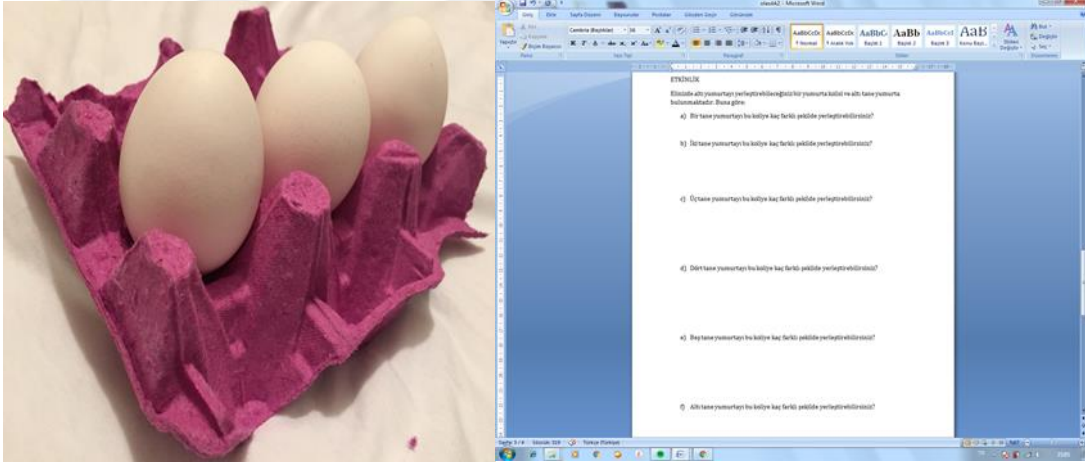 sinek42 - Microsoft Word
Giriş Ekle Sayfa Düzeni Başvurular Postalar Gözden Geçir Görünüm
Kes
Kopyala
Yapıştır Biçim Boyacısı
Cambria (Başlıklar) 16
AaBbCcDc AaBbCcDc AaBbC AaBb AaBbCcI AaB
¶ Normal ¶ Aralık Yok Başlık 1 Başlık 2 Başlık 3 Konu Başl...
Stilleri Değiştir
Bul
Değiştir
Seç
Pano Yazı Tipi Paragraf Stiller Düzenleme
ETKİNLİK
Elinizde altı yumurtayı yerleştirebileceğiniz bir yumurta kolisi ve altı tane yumurta
bulunmaktadır. Buna göre;
a) Bir tane yumurtayı bu koliye kaç farklı şekilde yerleştirebilirsiniz?
b) İki tane yumurtayı bu koliye kaç farklı şekilde yerleştirebilirsiniz?
c) Üç tane yumurtayı bu koliye kaç farklı şekilde yerleştirebilirsiniz?
d) Dört tane yumurtayı bu koliye kaç farklı şekilde yerleştirebilirsiniz?
e) Beş tane yumurtayı bu koliye kaç farklı şekilde yerleştirebilirsiniz?
f) Altı tane yumurtayı bu koliye kaç farklı şekilde yerleştirebilirsiniz?
Türkçe (Türkiye)